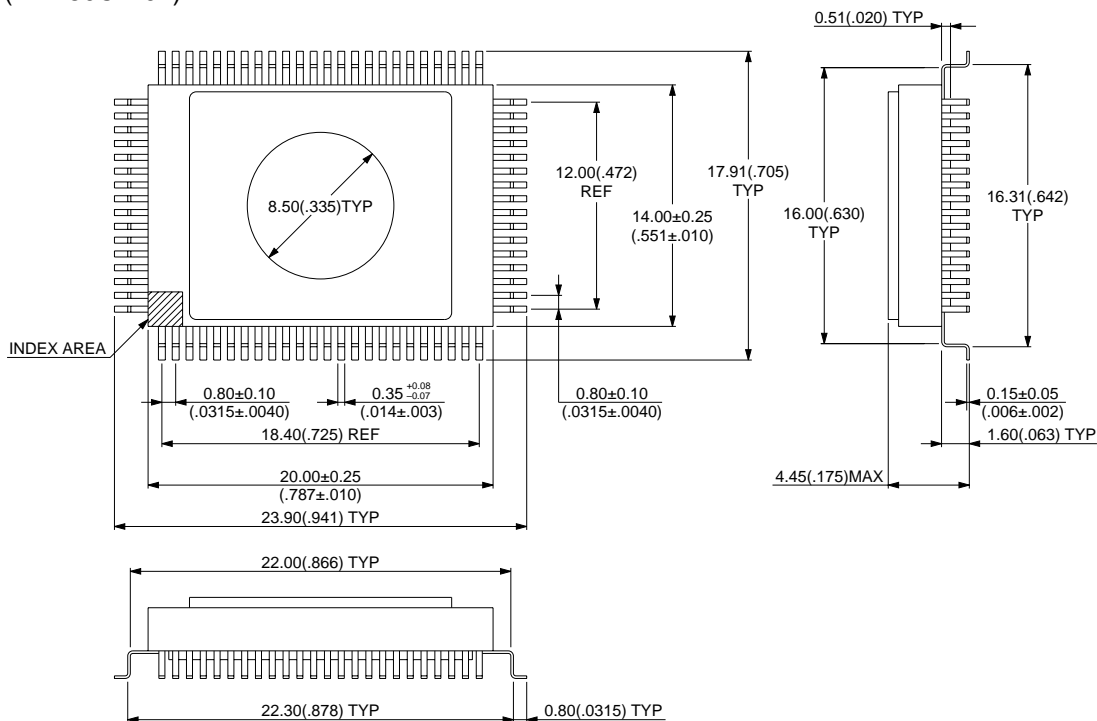 0.51(.020) TYP
12.00(.472)
REF
17.91(.705)
TYP
8.50(.335)TYP
14.00±0.25
(.551±.010)
16.00(.630)
TYP
16.31(.642)
TYP
INDEX AREA
0.80±0.10
(.0315±.0040)
0.35 +0.08 −0.07
(.014±.003)
0.80±0.10
(.0315±.0040)
0.15±0.05
(.006±.002)
18.40(.725) REF
1.60(.063) TYP
20.00±0.25
(.787±.010)
4.45(.175)MAX
23.90(.941) TYP
22.00(.866) TYP
22.30(.878) TYP
0.80(.0315) TYP